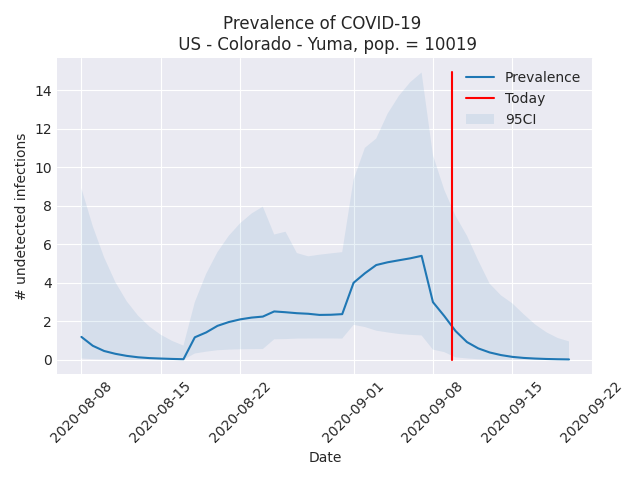 Prevalence of COVID-19
US - Colorado - Yuma, pop. = 10019
# undetected infections
14
12
10
8
6
4
2
0
Prevalence
Today
95CI
2020-08-08
2020-08-15
2020-08-22
2020-09-01
2020-09-08
2020-09-15
2020-09-22
Date